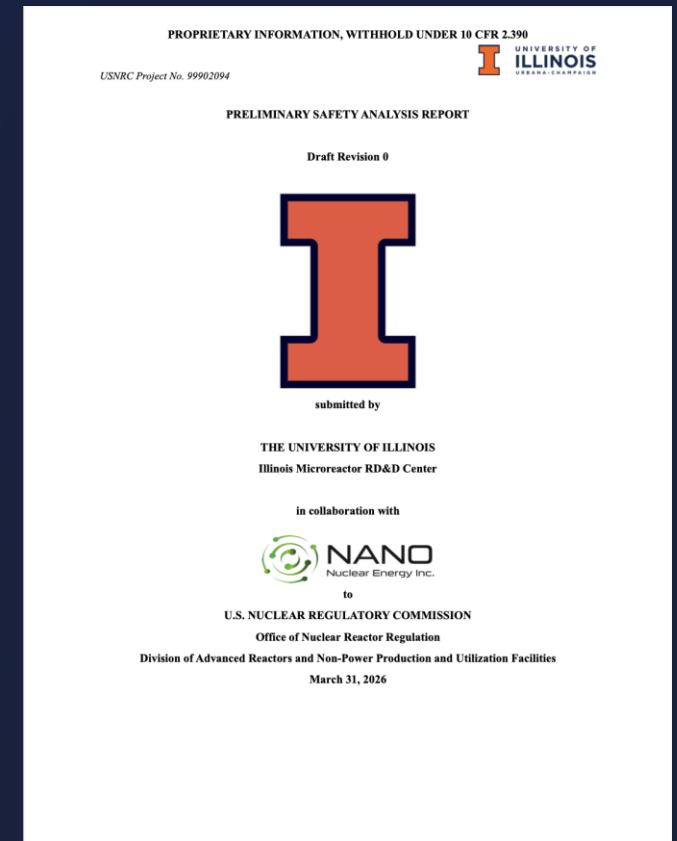 PROPRIETARY INFORMATION, WITHHOLD UNDER 10 CFR 2.390
UNIVERSITY OF
ILLINOIS
URBANA-CHAMPAIGN
USNRC Project No. 99902094
PRELIMINARY SAFETY ANALYSIS REPORT
Draft Revision 0
I
submitted by
THE UNIVERSITY OF ILLINOIS
Illinois Microreactor RD&D Center
in collaboration with
NANO
Nuclear Energy Inc.
to
U.S. NUCLEAR REGULATORY COMMISSION
Office of Nuclear Reactor Regulation
Division of Advanced Reactors and Non-Power Production and Utilization Facilities
March 31, 2026